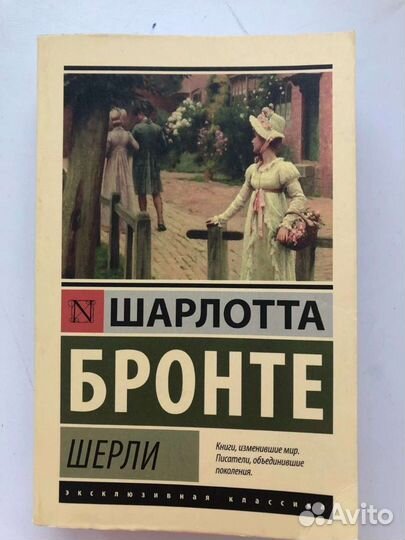 N ШАРЛОТТА
БРОНТЕ
ШЕРЛИ
Книги, изменившие мир.
Писатели, объединившие
поколения.
эксклюзивная классика
Avito